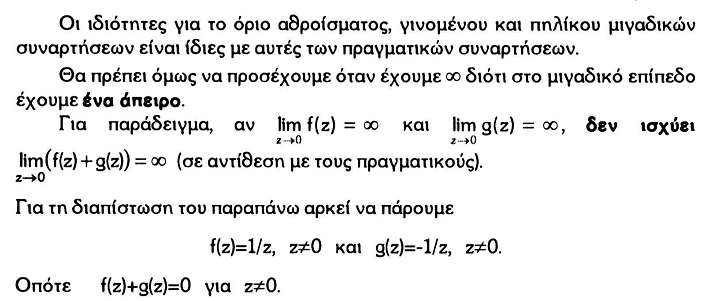 Οι ιδιότητες για το όριο αθροίσματος, γινομένου και πηλίκου μιγαδικών
συναρτήσεων είναι ίδιες με αυτές των πραγματικών συναρτήσεων.
Θα πρέπει όμως να προσέχουμε όταν έχουμε ∞ διότι στο μιγαδικό επίπεδο
έχουμε ένα άπειρο.
Για παράδειγμα, αν lim f(z) = ∞ και lim g(z) = ∞, δεν ισχύει
z→0 z→0
lim(f(z)+g(z)) = ∞ (σε αντίθεση με τους πραγματικούς).
z→0
Για τη διαπίστωση του παραπάνω αρκεί να πάρουμε
f(z)=1/z, z≠0 και g(z)=-1/z, z≠0.
Οπότε f(z)+g(z)=0 για z≠0.